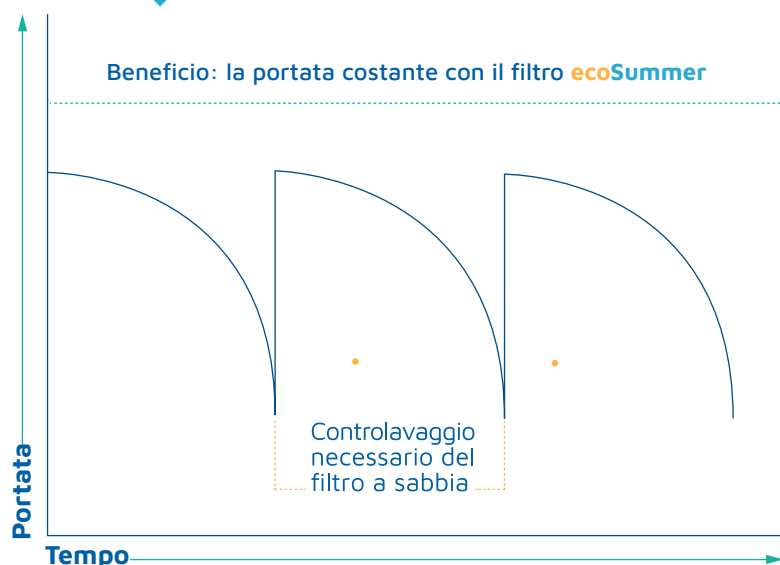 Beneficio: la portata costante con il filtro ecoSummer
Controlavaggio
necessario del
filtro a sabbia
Portata
Tempo